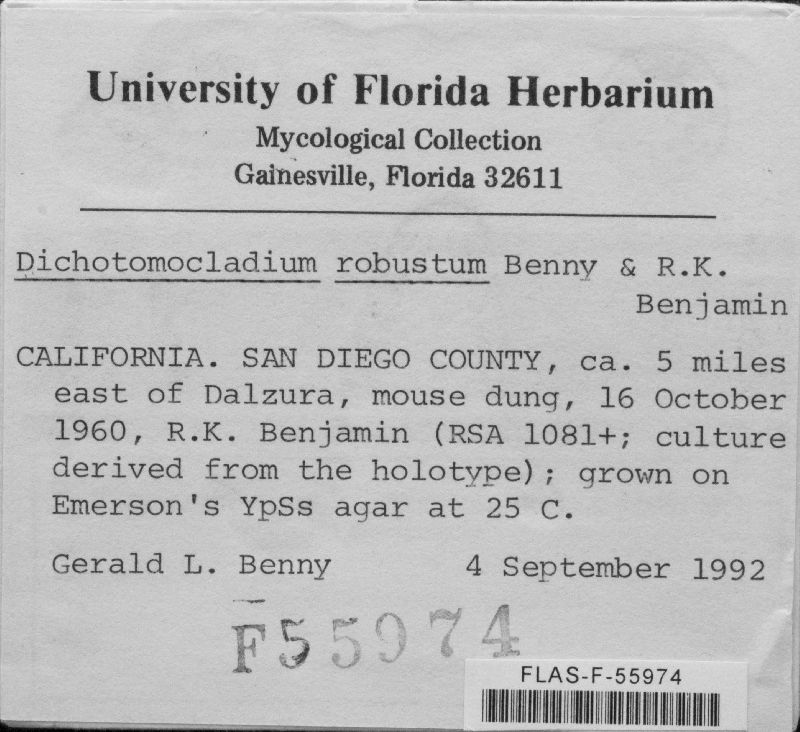 University of Florida Herbarium
Mycological Collection
Gainesville, Florida 32611
Dichotomocladium robustum Benny & R.K.
Benjamin
CALIFORNIA. SAN DIEGO COUNTY, ca. 5 miles
east of Dalzura, mouse dung, 16 October
1960, R.K. Benjamin (RSA 1081+; culture
derived from the holotype); grown on
Emerson's YpSs agar at 25 C.
Gerald L. Benny 4 September 1992
F55974
FLAS-F-55974